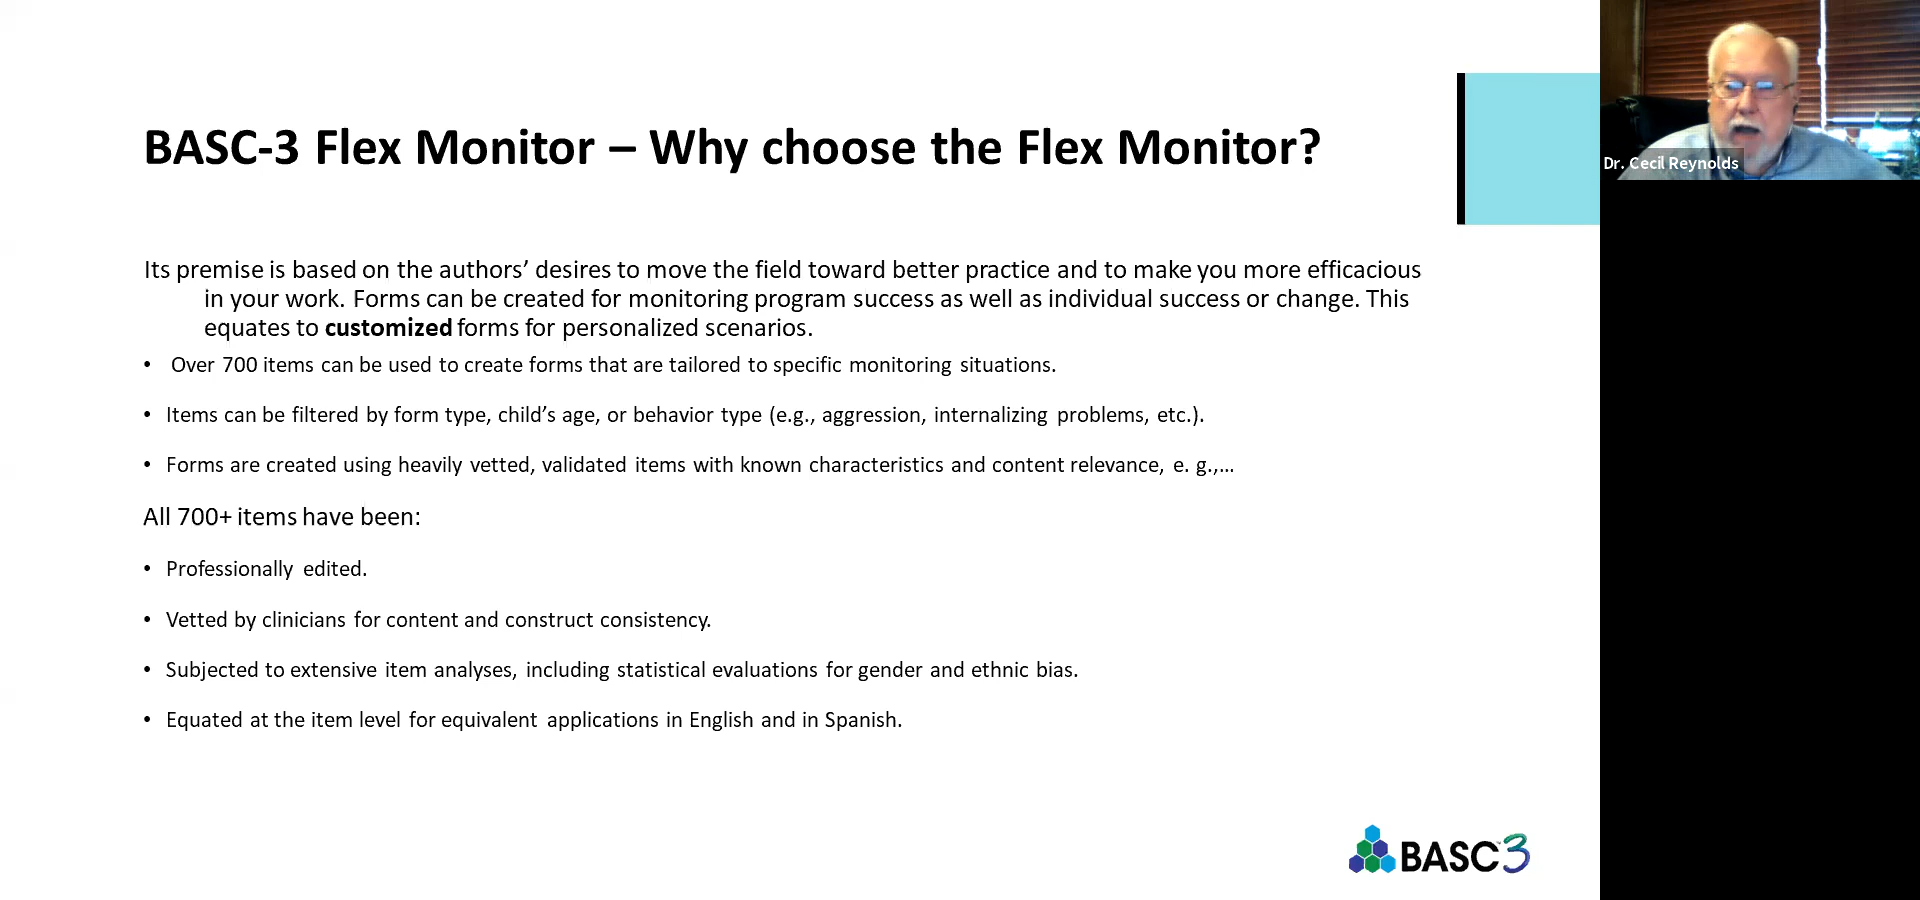 BASC-3 Flex Monitor – Why choose the Flex Monitor?
Dr. Cecil Reynolds
Its premise is based on the authors’ desires to move the field toward better practice and to make you more efficacious
in your work. Forms can be created for monitoring program success as well as individual success or change. This
equates to customized forms for personalized scenarios.
• Over 700 items can be used to create forms that are tailored to specific monitoring situations.
• Items can be filtered by form type, child’s age, or behavior type (e.g., aggression, internalizing problems, etc.).
• Forms are created using heavily vetted, validated items with known characteristics and content relevance, e. g.,…
All 700+ items have been:
• Professionally edited.
• Vetted by clinicians for content and construct consistency.
• Subjected to extensive item analyses, including statistical evaluations for gender and ethnic bias.
• Equated at the item level for equivalent applications in English and in Spanish.
BASC 3